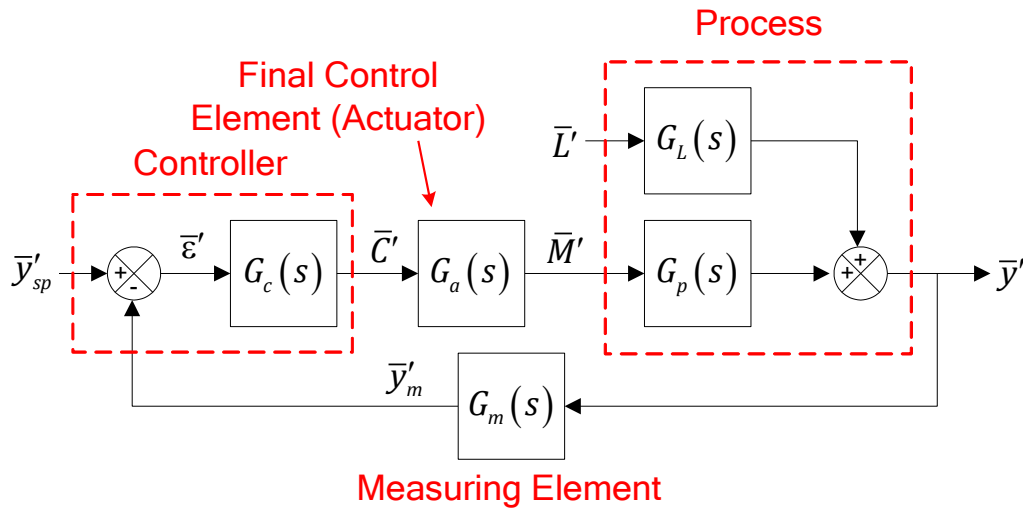 Process
Final Control
Element (Actuator)
Controller
L̅′
G_L(s)
y̅′_sp
+
-
ε̅′
G_c(s)
C̅′
G_a(s)
M̅′
G_p(s)
+
+
y̅′
y̅′_m
G_m(s)
Measuring Element